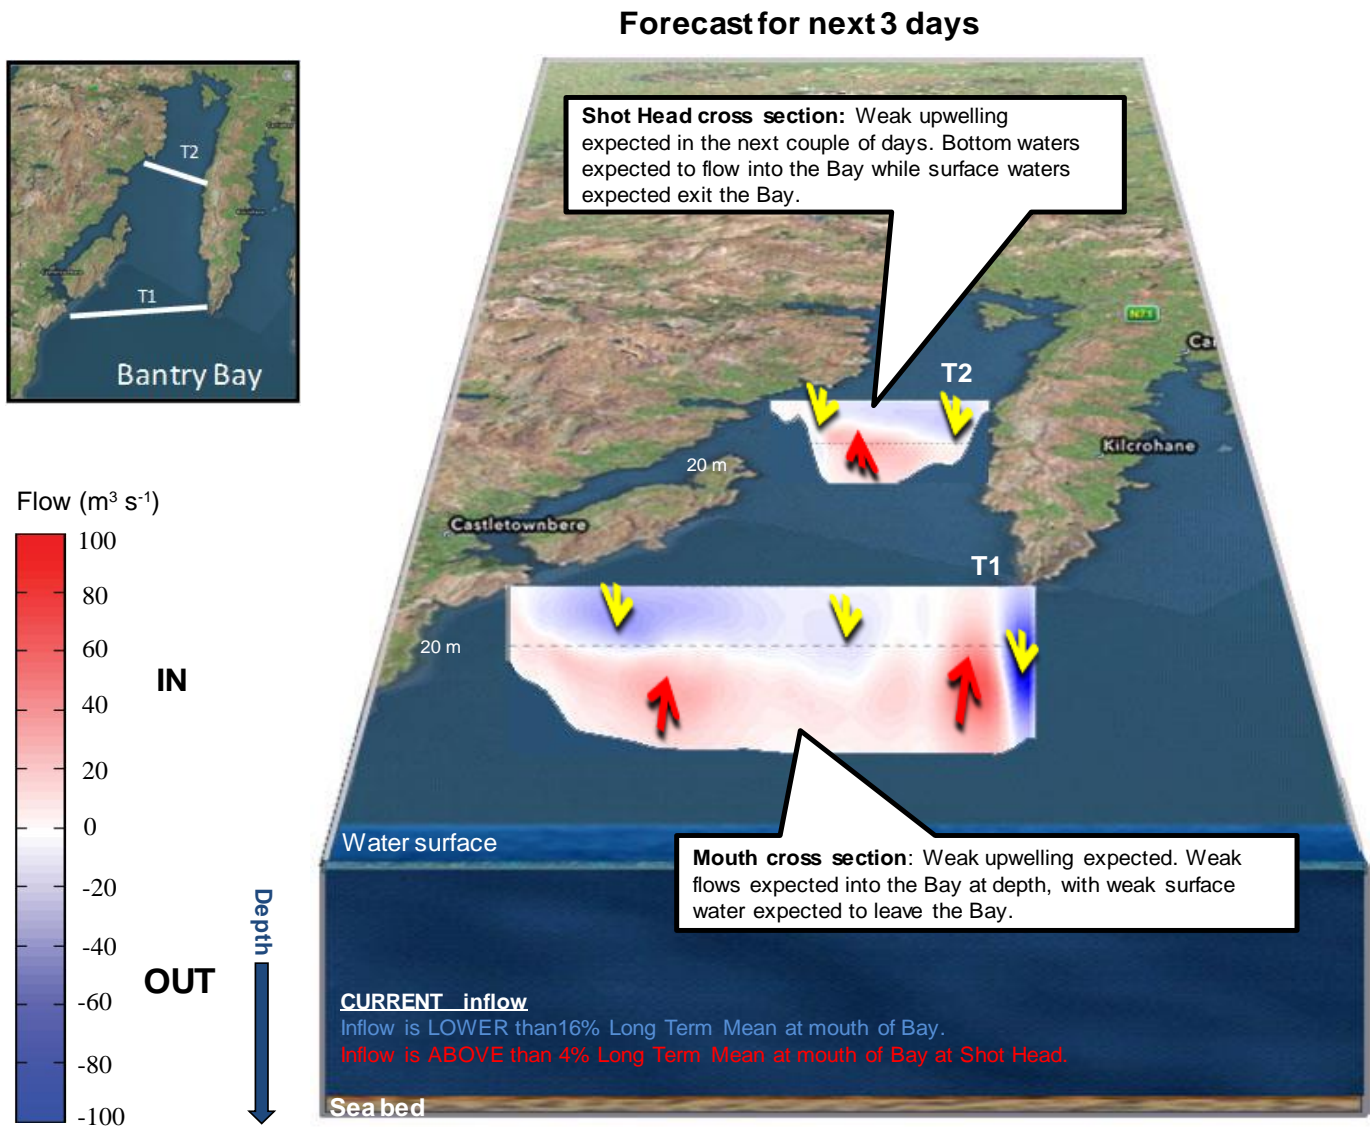 Forecast for next 3 days
T2
T1
Bantry Bay
Shot Head cross section: Weak upwelling
expected in the next couple of days. Bottom waters
expected to flow into the Bay while surface waters
expected exit the Bay.
N71
T2
Kilcrohane
20 m
Castletownbere
T1
20 m
Flow (m³ s⁻¹)
100
80
60
40
20
0
-20
-40
-60
-80
-100
IN
OUT
Depth
Water surface
Mouth cross section: Weak upwelling expected. Weak
flows expected into the Bay at depth, with weak surface
water expected to leave the Bay.
CURRENT inflow
Inflow is LOWER than16% Long Term Mean at mouth of Bay.
Inflow is ABOVE than 4% Long Term Mean at mouth of Bay at Shot Head.
Sea bed